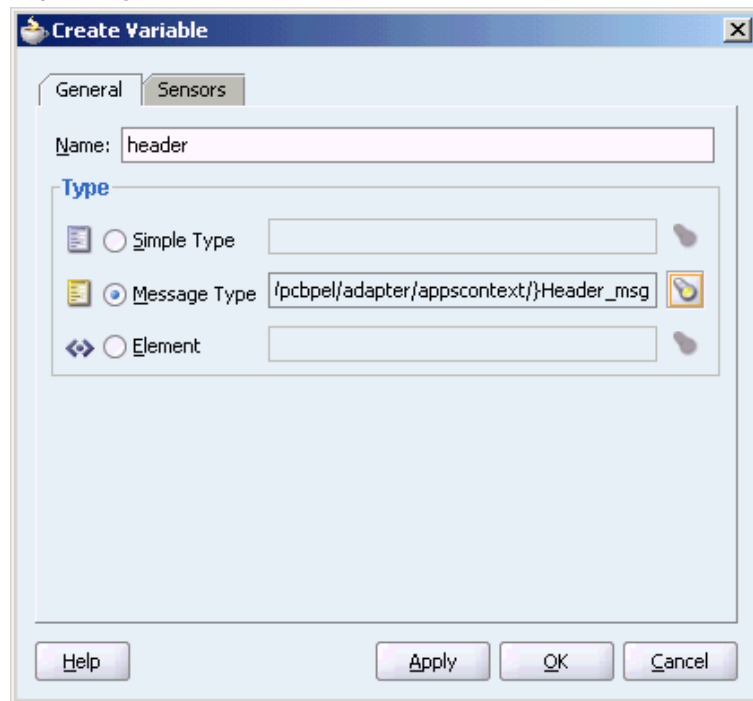 Create Variable
General Sensors
Name: header
Type
Simple Type
Message Type /pcbpel/adapter/appscontext/}Header_msg
Element
Help Apply OK Cancel